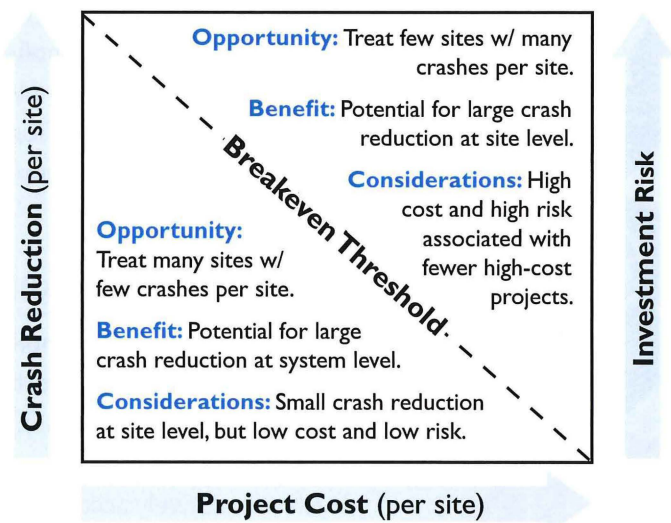 Opportunity: Treat few sites w/ many
crashes per site.
Benefit: Potential for large crash
reduction at site level.
Considerations: High
cost and high risk
associated with
fewer high-cost
projects.
Breakeven Threshold
Opportunity:
Treat many sites w/
few crashes per site.
Benefit: Potential for large
crash reduction at system level.
Considerations: Small crash reduction
at site level, but low cost and low risk.
Crash Reduction (per site)
Investment Risk
Project Cost (per site)